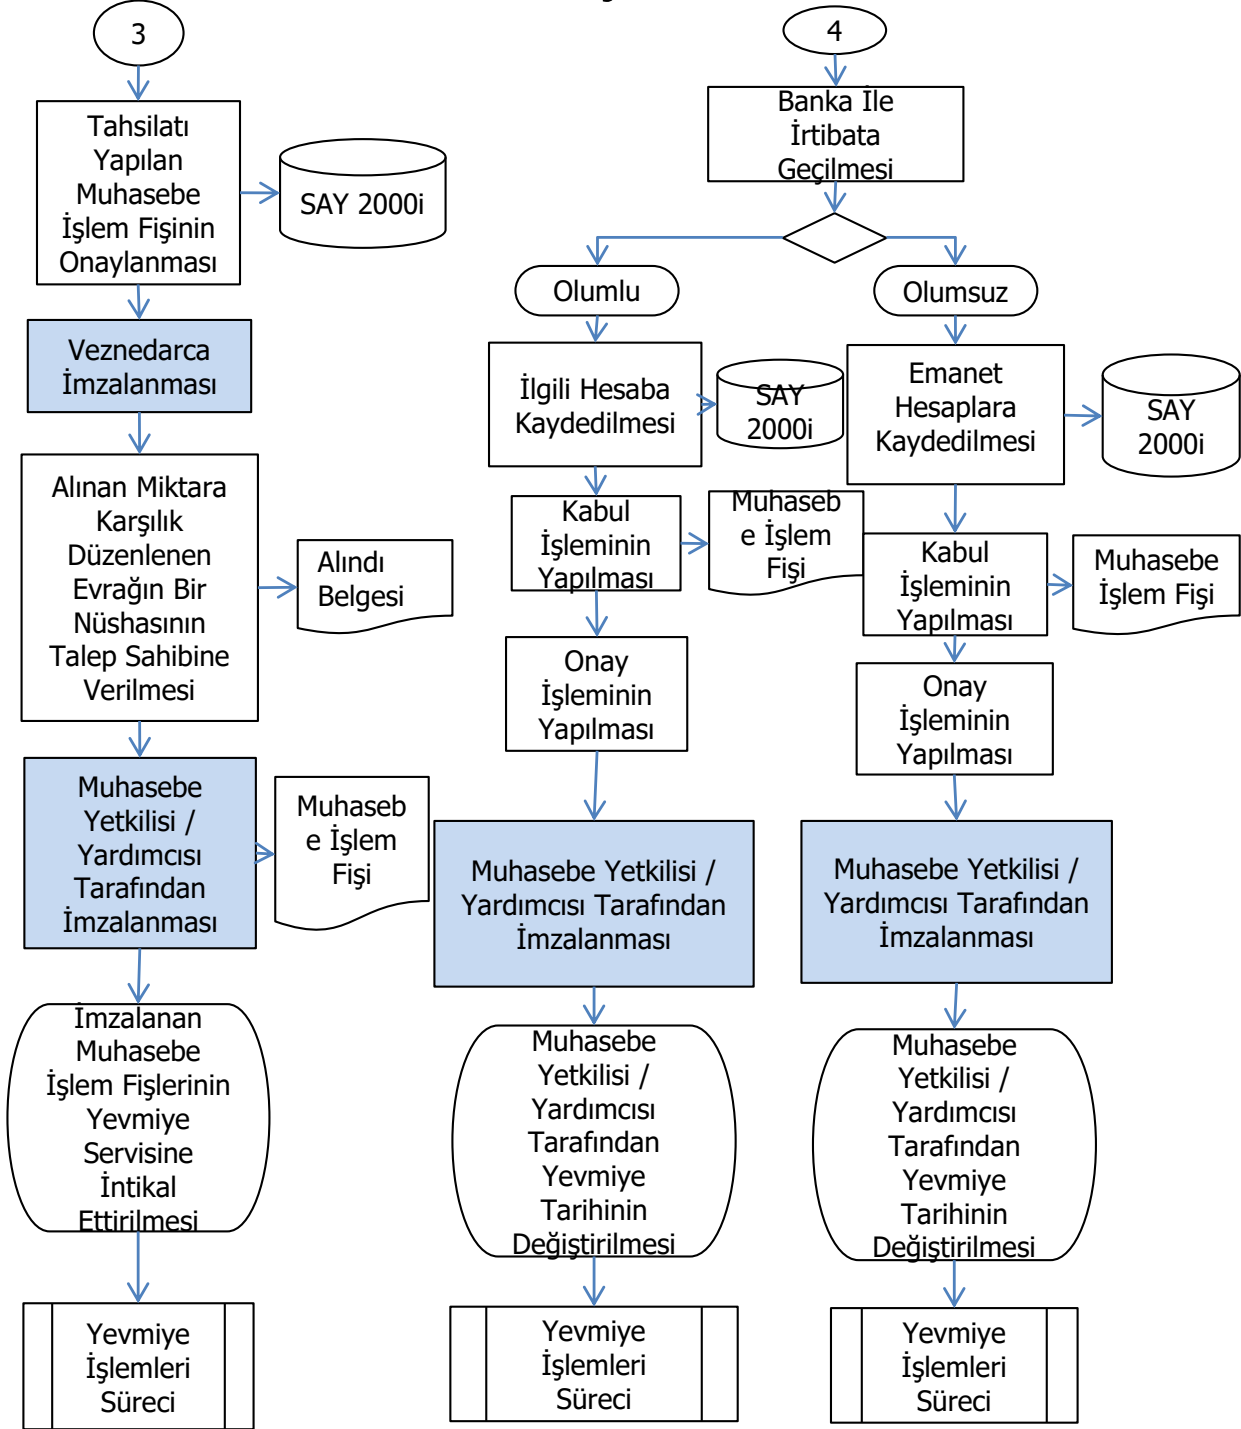 3
Tahsilatı
Yapılan
Muhasebe
İşlem Fişinin
Onaylanması
SAY 2000i
Veznedarca
İmzalanması
Alınan Miktara
Karşılık
Düzenlenen
Evrağın Bir
Nüshasının
Talep Sahibine
Verilmesi
Alındı
Belgesi
Muhasebe
Yetkilisi /
Yardımcısı
Tarafından
İmzalanması
Muhaseb
e İşlem
Fişi
İmzalanan
Muhasebe
İşlem Fişlerinin
Yevmiye
Servisine
İntikal
Ettirilmesi
Yevmiye
İşlemleri
Süreci
4
Banka İle
İrtibata
Geçilmesi
Olumlu
İlgili Hesaba
Kaydedilmesi
SAY
2000i
Kabul
İşleminin
Yapılması
Muhaseb
e İşlem
Fişi
Onay
İşleminin
Yapılması
Muhasebe Yetkilisi /
Yardımcısı Tarafından
İmzalanması
Muhasebe
Yetkilisi /
Yardımcısı
Tarafından
Yevmiye
Tarihinin
Değiştirilmesi
Yevmiye
İşlemleri
Süreci
Olumsuz
Emanet
Hesaplara
Kaydedilmesi
SAY
2000i
Kabul
İşleminin
Yapılması
Muhasebe
İşlem Fişi
Onay
İşleminin
Yapılması
Muhasebe Yetkilisi /
Yardımcısı Tarafından
İmzalanması
Muhasebe
Yetkilisi /
Yardımcısı
Tarafından
Yevmiye
Tarihinin
Değiştirilmesi
Yevmiye
İşlemleri
Süreci